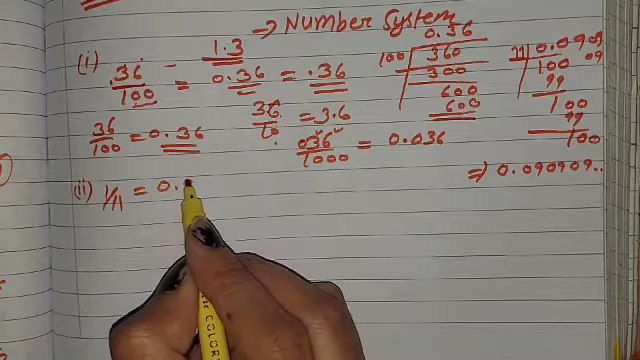 ⇒ Number System
1.3
(i) .36/100 = 0.36 = .36
36/100 = 0.36
36/10 = 3.6
036/1000 = 0.036
0.36
100 360
300
600
600
11 0.0909
100 09
99
100
99
100
⇒ 0.090909..
(ii) 1/11 = 0.